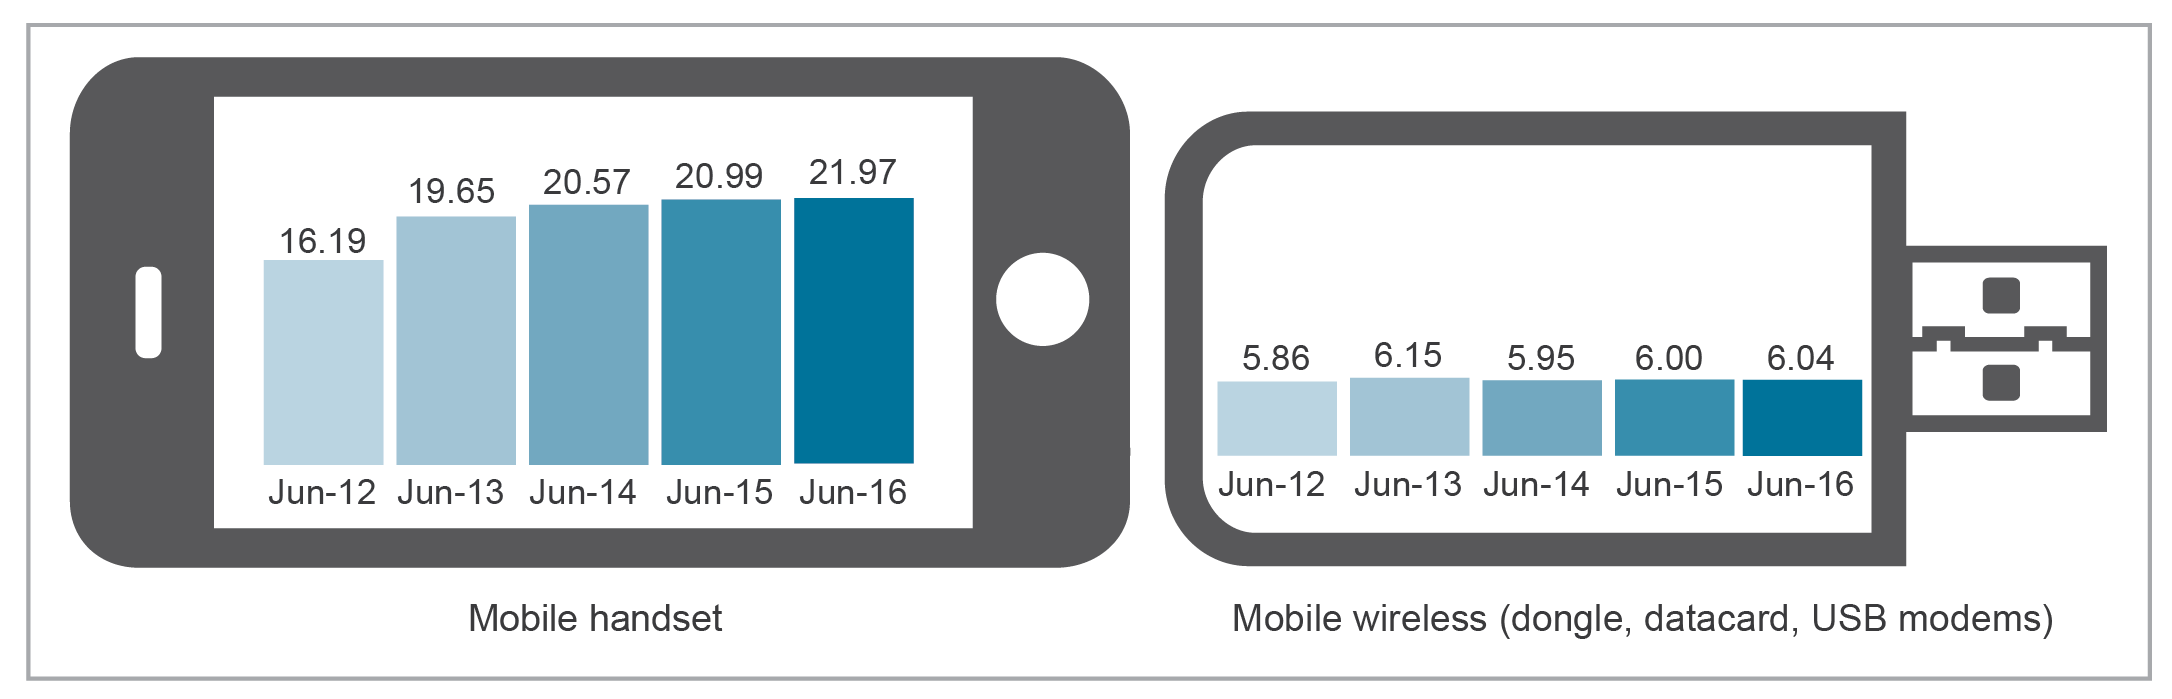 16.19
19.65
20.57
20.99
21.97
Jun-12 Jun-13 Jun-14 Jun-15 Jun-16
Mobile handset
5.86
6.15
5.95
6.00
6.04
Jun-12 Jun-13 Jun-14 Jun-15 Jun-16
Mobile wireless (dongle, datacard, USB modems)